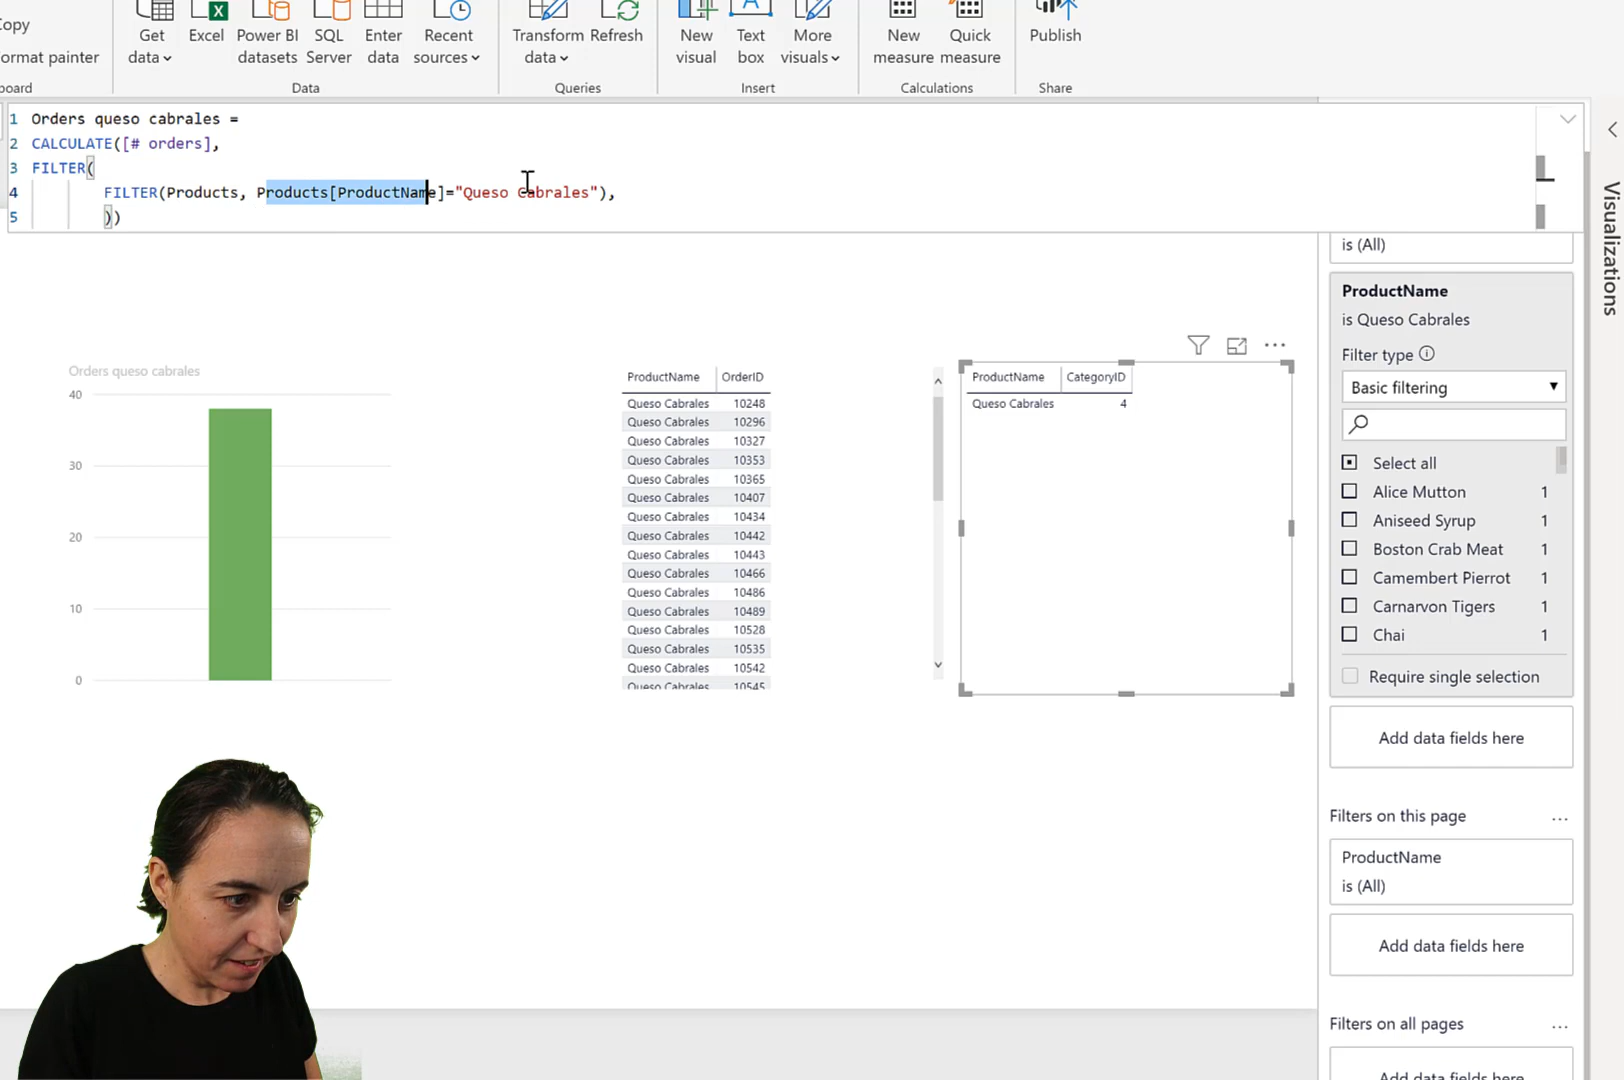 Copy
Format painter
board
Get data
Excel
Power BI datasets
SQL Server
Enter data
Recent sources
Data
Transform data
Refresh
Queries
New visual
Text box
More visuals
Insert
New measure
Quick measure
Calculations
Publish
Share
1 Orders queso cabrales =
2 CALCULATE([# orders],
3 FILTER(
4 FILTER(Products, Products[ProductName]="Queso Cabrales"),
5 ))
Visualizations
Orders queso cabrales
40
30
20
10
0
ProductName OrderID
Queso Cabrales 10248
Queso Cabrales 10296
Queso Cabrales 10327
Queso Cabrales 10353
Queso Cabrales 10365
Queso Cabrales 10407
Queso Cabrales 10434
Queso Cabrales 10442
Queso Cabrales 10443
Queso Cabrales 10466
Queso Cabrales 10486
Queso Cabrales 10489
Queso Cabrales 10528
Queso Cabrales 10535
Queso Cabrales 10542
Queso Cabrales 10545
ProductName CategoryID
Queso Cabrales 4
is (All)
ProductName
is Queso Cabrales
Filter type
Basic filtering
Select all
Alice Mutton 1
Aniseed Syrup 1
Boston Crab Meat 1
Camembert Pierrot 1
Carnarvon Tigers 1
Chai 1
Require single selection
Add data fields here
Filters on this page
ProductName
is (All)
Add data fields here
Filters on all pages
Add data fields here